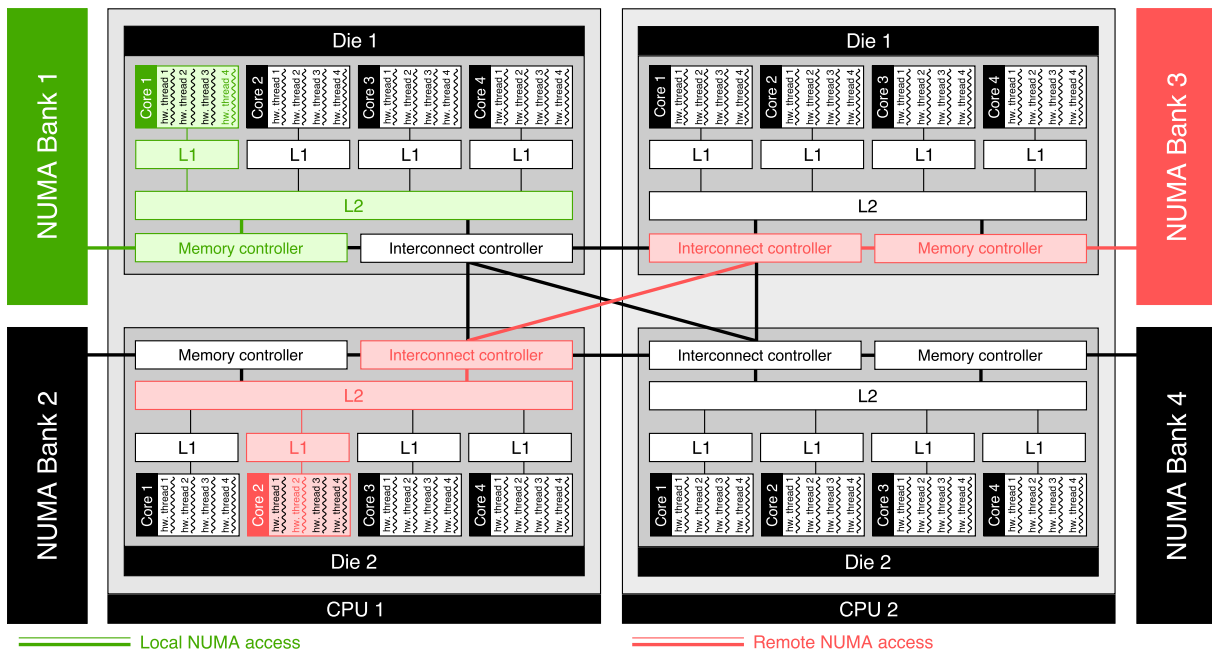 NUMA Bank 1
NUMA Bank 2
Die 1
Core 1 hw. thread 1 hw. thread 2 hw. thread 3 hw. thread 4
Core 2 hw. thread 1 hw. thread 2 hw. thread 3 hw. thread 4
Core 3 hw. thread 1 hw. thread 2 hw. thread 3 hw. thread 4
Core 4 hw. thread 1 hw. thread 2 hw. thread 3 hw. thread 4
L1 L1 L1 L1
L2
Memory controller Interconnect controller
Memory controller Interconnect controller
L2
L1 L1 L1 L1
Core 1 hw. thread 1 hw. thread 2 hw. thread 3 hw. thread 4
Core 2 hw. thread 1 hw. thread 2 hw. thread 3 hw. thread 4
Core 3 hw. thread 1 hw. thread 2 hw. thread 3 hw. thread 4
Core 4 hw. thread 1 hw. thread 2 hw. thread 3 hw. thread 4
Die 2
CPU 1
Die 1
Core 1 hw. thread 1 hw. thread 2 hw. thread 3 hw. thread 4
Core 2 hw. thread 1 hw. thread 2 hw. thread 3 hw. thread 4
Core 3 hw. thread 1 hw. thread 2 hw. thread 3 hw. thread 4
Core 4 hw. thread 1 hw. thread 2 hw. thread 3 hw. thread 4
L1 L1 L1 L1
L2
Interconnect controller Memory controller
Interconnect controller Memory controller
L2
L1 L1 L1 L1
Core 1 hw. thread 1 hw. thread 2 hw. thread 3 hw. thread 4
Core 2 hw. thread 1 hw. thread 2 hw. thread 3 hw. thread 4
Core 3 hw. thread 1 hw. thread 2 hw. thread 3 hw. thread 4
Core 4 hw. thread 1 hw. thread 2 hw. thread 3 hw. thread 4
Die 2
CPU 2
NUMA Bank 3
NUMA Bank 4
Local NUMA access
Remote NUMA access